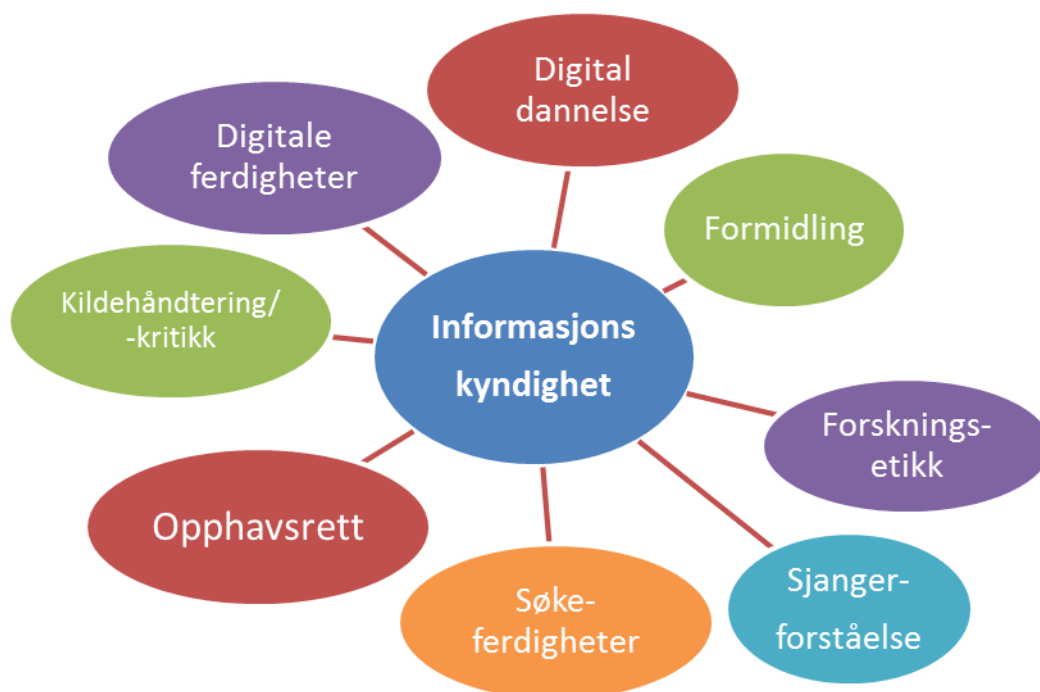 Digital
dannelse
Digitale
ferdigheter
Formidling
Kildehåndtering/
-kritikk
Informasjons
kyndighet
Forsknings-
etikk
Opphavsrett
Søke-
ferdigheter
Sjanger-
forståelse